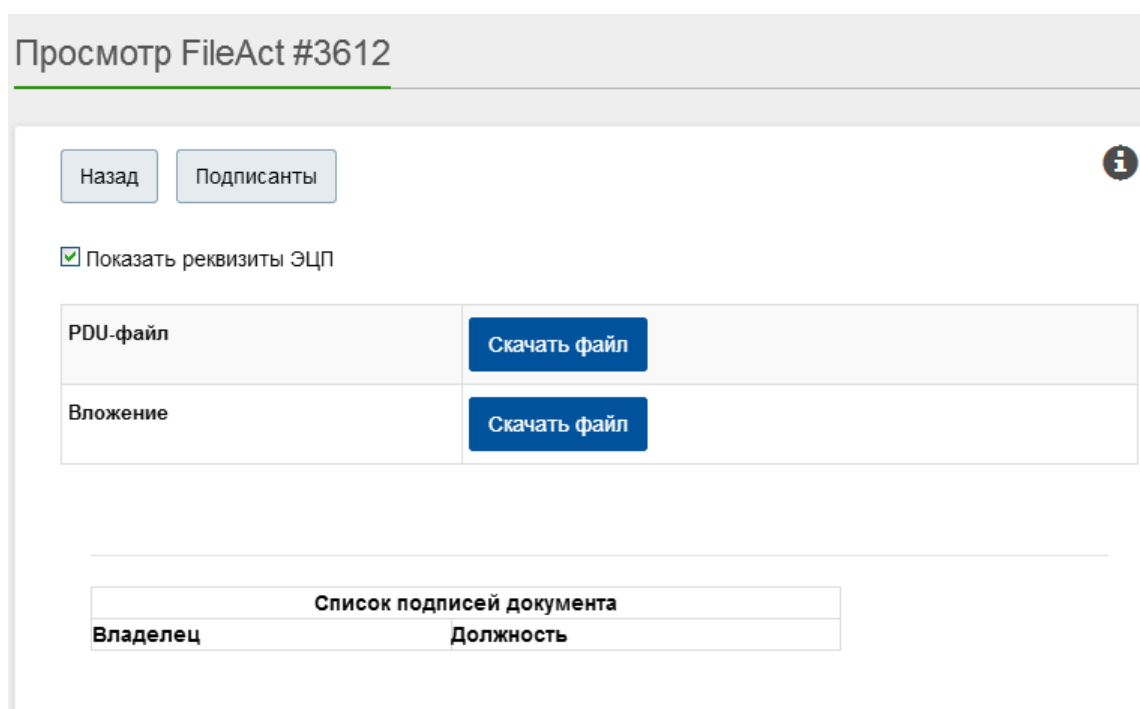 Просмотр FileAct #3612
Назад Подписанты
Показать реквизиты ЭЦП
PDU-файл Скачать файл
Вложение Скачать файл
Список подписей документа
Владелец Должность